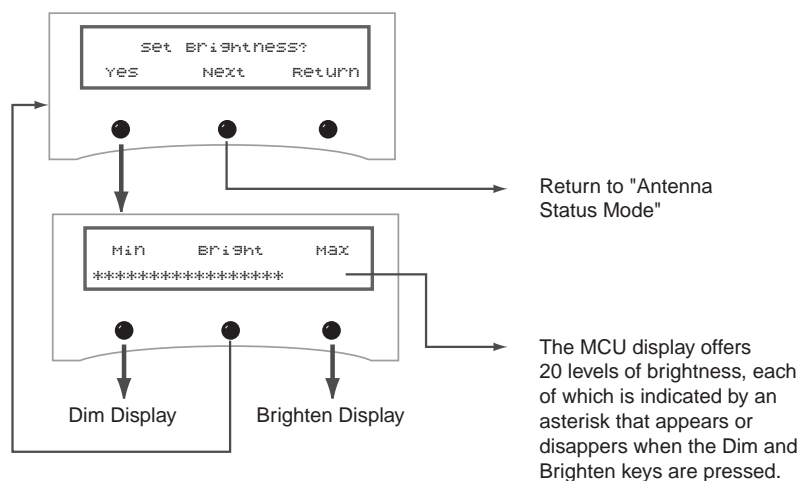 Set Brightness?
Yes Next Return
Return to "Antenna
Status Mode"
Min Bright Max
*****************
The MCU display offers
20 levels of brightness, each
of which is indicated by an
asterisk that appears or
disappers when the Dim and
Brighten keys are pressed.
Dim Display Brighten Display